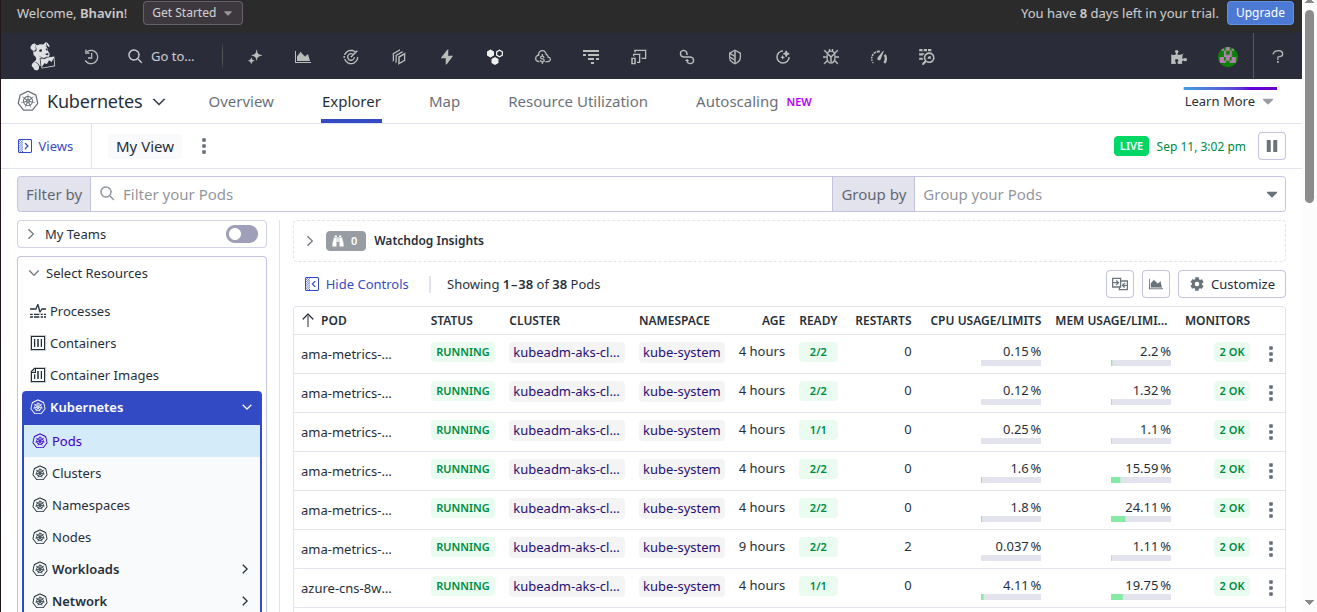 Welcome, Bhavin! Get Started You have 8 days left in your trial. Upgrade
Go to...
Kubernetes Overview Explorer Map Resource Utilization Autoscaling NEW Learn More
Views My View LIVE Sep 11, 3:02 pm
Filter by Filter your Pods Group by Group your Pods
My Teams
Select Resources
Processes
Containers
Container Images
Kubernetes
Pods
Clusters
Namespaces
Nodes
Workloads
Network
0 Watchdog Insights
Hide Controls Showing 1–38 of 38 Pods Customize
POD STATUS CLUSTER NAMESPACE AGE READY RESTARTS CPU USAGE/LIMITS MEM USAGE/LIMI... MONITORS
ama-metrics-... RUNNING kubeadm-aks-cl... kube-system 4 hours 2/2 0 0.15% 2.2% 2 OK
ama-metrics-... RUNNING kubeadm-aks-cl... kube-system 4 hours 2/2 0 0.12% 1.32% 2 OK
ama-metrics-... RUNNING kubeadm-aks-cl... kube-system 4 hours 1/1 0 0.25% 1.1% 2 OK
ama-metrics-... RUNNING kubeadm-aks-cl... kube-system 4 hours 2/2 0 1.6% 15.59% 2 OK
ama-metrics-... RUNNING kubeadm-aks-cl... kube-system 4 hours 2/2 0 1.8% 24.11% 2 OK
ama-metrics-... RUNNING kubeadm-aks-cl... kube-system 9 hours 2/2 2 0.037% 1.11% 2 OK
azure-cns-8w... RUNNING kubeadm-aks-cl... kube-system 4 hours 1/1 0 4.11% 19.75% 2 OK